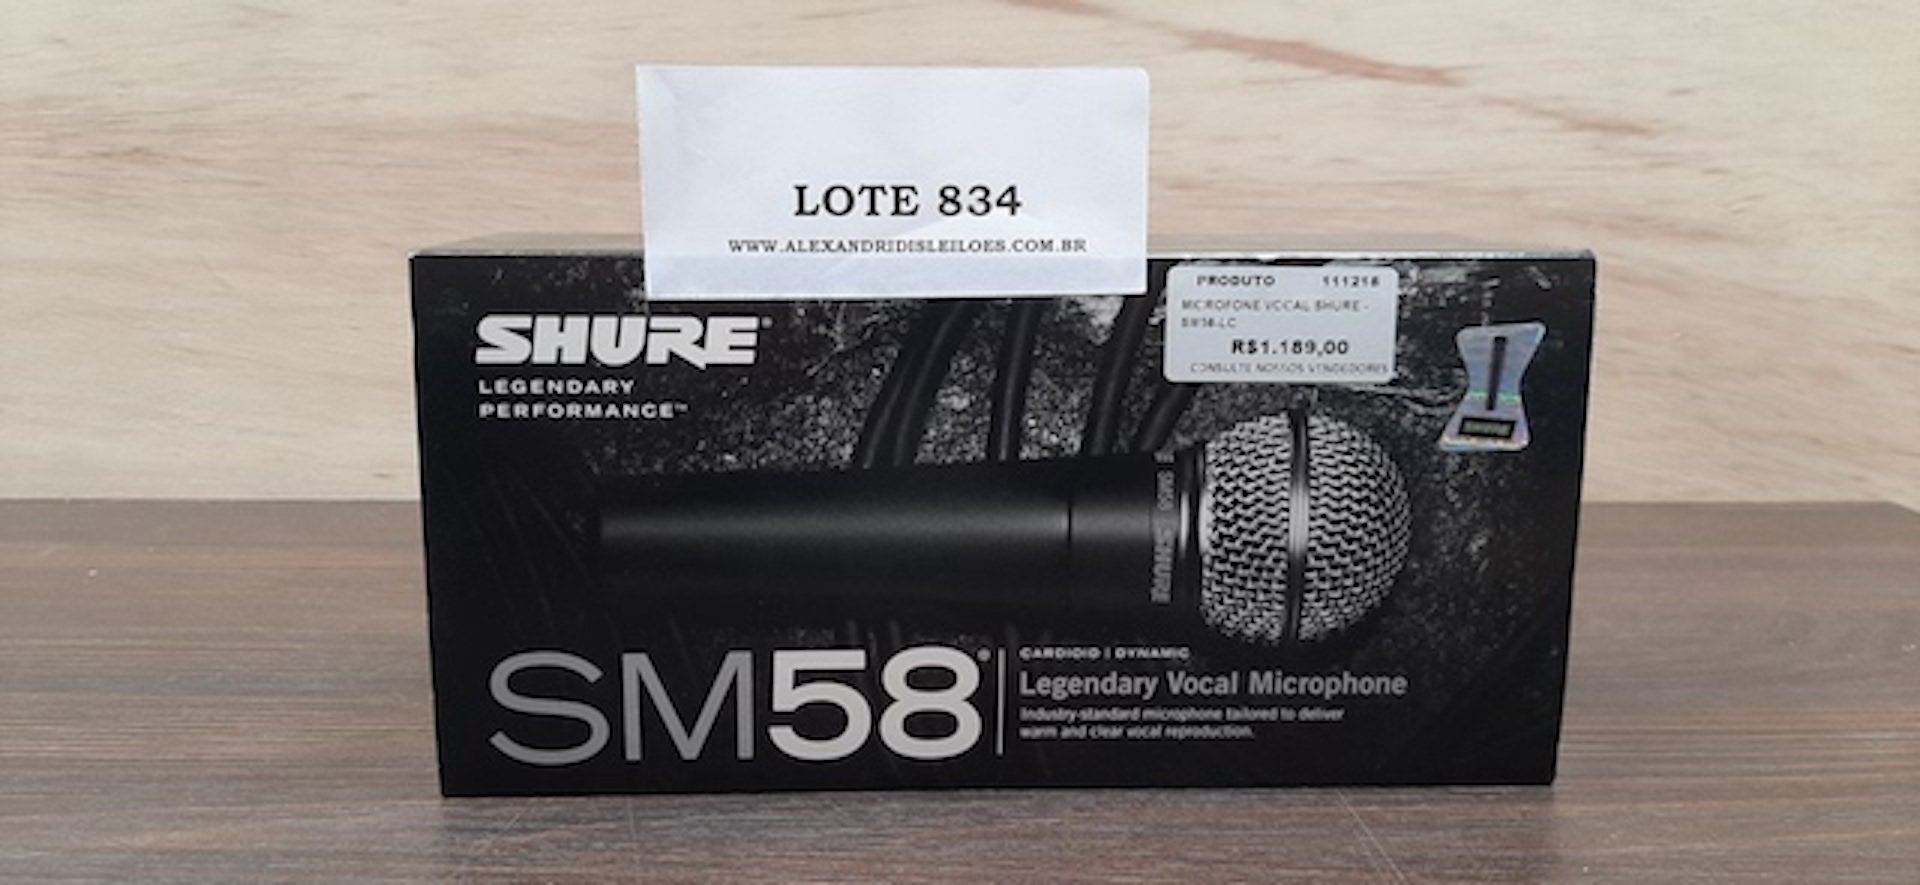 LOTE 834
WWW.ALEXANDRIDISLEILOES.COM.BR
PRODUTO 111218
MICROFONE VOCAL SHURE -
SM58-LC
R$1.189,00
CONSULTE NOSSOS VENDEDORES
SHURE®
LEGENDARY
PERFORMANCE™
SM58 SHURE
SM58®
CARDIOID | DYNAMIC
Legendary Vocal Microphone
Industry-standard microphone tailored to deliver
warm and clear vocal reproduction.